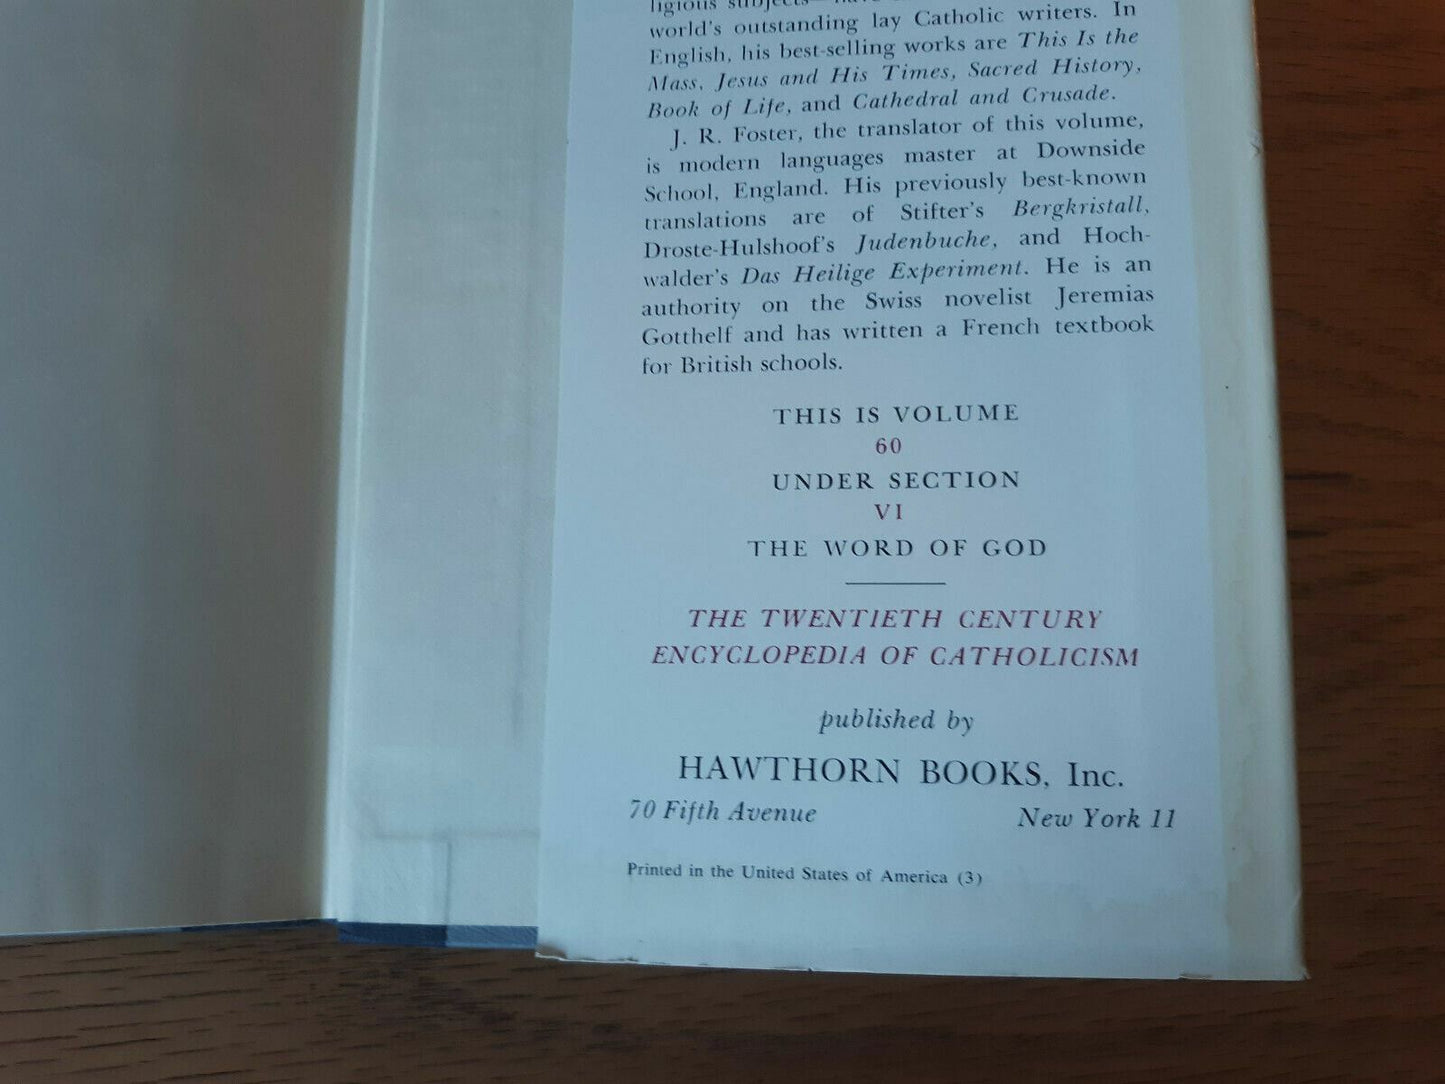 ligious subjects—have
world's outstanding lay Catholic writers. In
English, his best-selling works are This Is the
Mass, Jesus and His Times, Sacred History,
Book of Life, and Cathedral and Crusade.
J. R. Foster, the translator of this volume,
is modern languages master at Downside
School, England. His previously best-known
translations are of Stifter's Bergkristall,
Droste-Hulshoof's Judenbuche, and Hoch-
walder's Das Heilige Experiment. He is an
authority on the Swiss novelist Jeremias
Gotthelf and has written a French textbook
for British schools.
THIS IS VOLUME
60
UNDER SECTION
VI
THE WORD OF GOD
THE TWENTIETH CENTURY
ENCYCLOPEDIA OF CATHOLICISM
published by
HAWTHORN BOOKS, Inc.
70 Fifth Avenue New York 11
Printed in the United States of America (3)